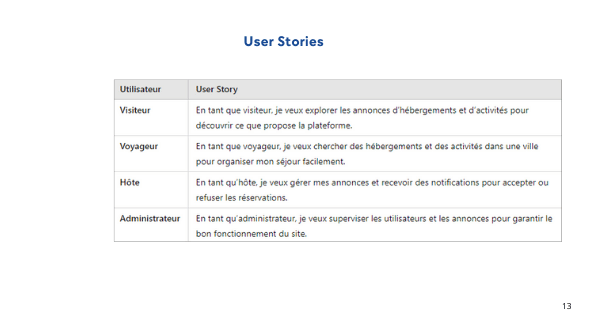 User Stories
Utilisateur User Story
Visiteur En tant que visiteur, je veux explorer les annonces d'hébergements et d'activités pour
découvrir ce que propose la plateforme.
Voyageur En tant que voyageur, je veux chercher des hébergements et des activités dans une ville
pour organiser mon séjour facilement.
Hôte En tant qu'hôte, je veux gérer mes annonces et recevoir des notifications pour accepter ou
refuser les réservations.
Administrateur En tant qu'administrateur, je veux superviser les utilisateurs et les annonces pour garantir le
bon fonctionnement du site.
13